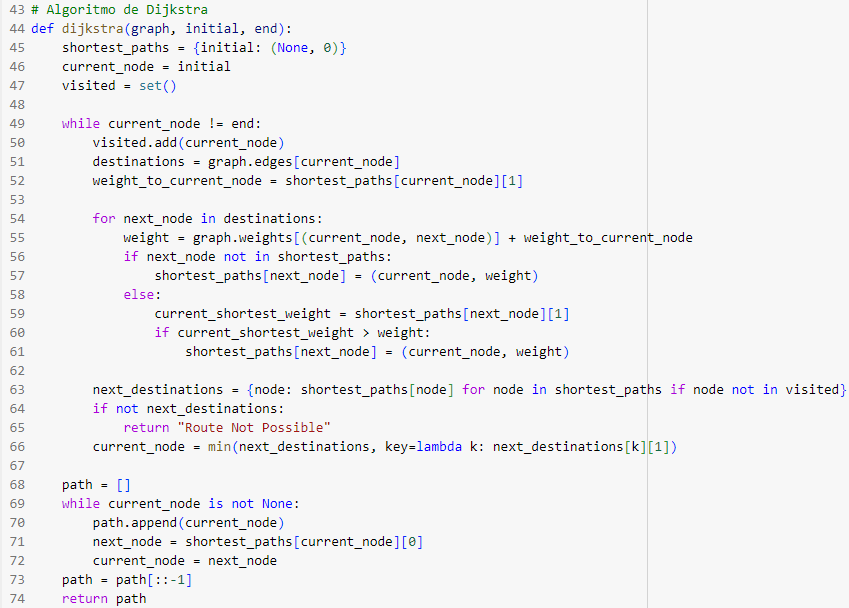 43 # Algoritmo de Dijkstra
44 def dijkstra(graph, initial, end):
45     shortest_paths = {initial: (None, 0)}
46     current_node = initial
47     visited = set()
48
49     while current_node != end:
50         visited.add(current_node)
51         destinations = graph.edges[current_node]
52         weight_to_current_node = shortest_paths[current_node][1]
53
54         for next_node in destinations:
55             weight = graph.weights[(current_node, next_node)] + weight_to_current_node
56             if next_node not in shortest_paths:
57                 shortest_paths[next_node] = (current_node, weight)
58             else:
59                 current_shortest_weight = shortest_paths[next_node][1]
60                 if current_shortest_weight > weight:
61                     shortest_paths[next_node] = (current_node, weight)
62
63         next_destinations = {node: shortest_paths[node] for node in shortest_paths if node not in visited}
64         if not next_destinations:
65             return "Route Not Possible"
66         current_node = min(next_destinations, key=lambda k: next_destinations[k][1])
67
68     path = []
69     while current_node is not None:
70         path.append(current_node)
71         next_node = shortest_paths[current_node][0]
72         current_node = next_node
73     path = path[::-1]
74     return path